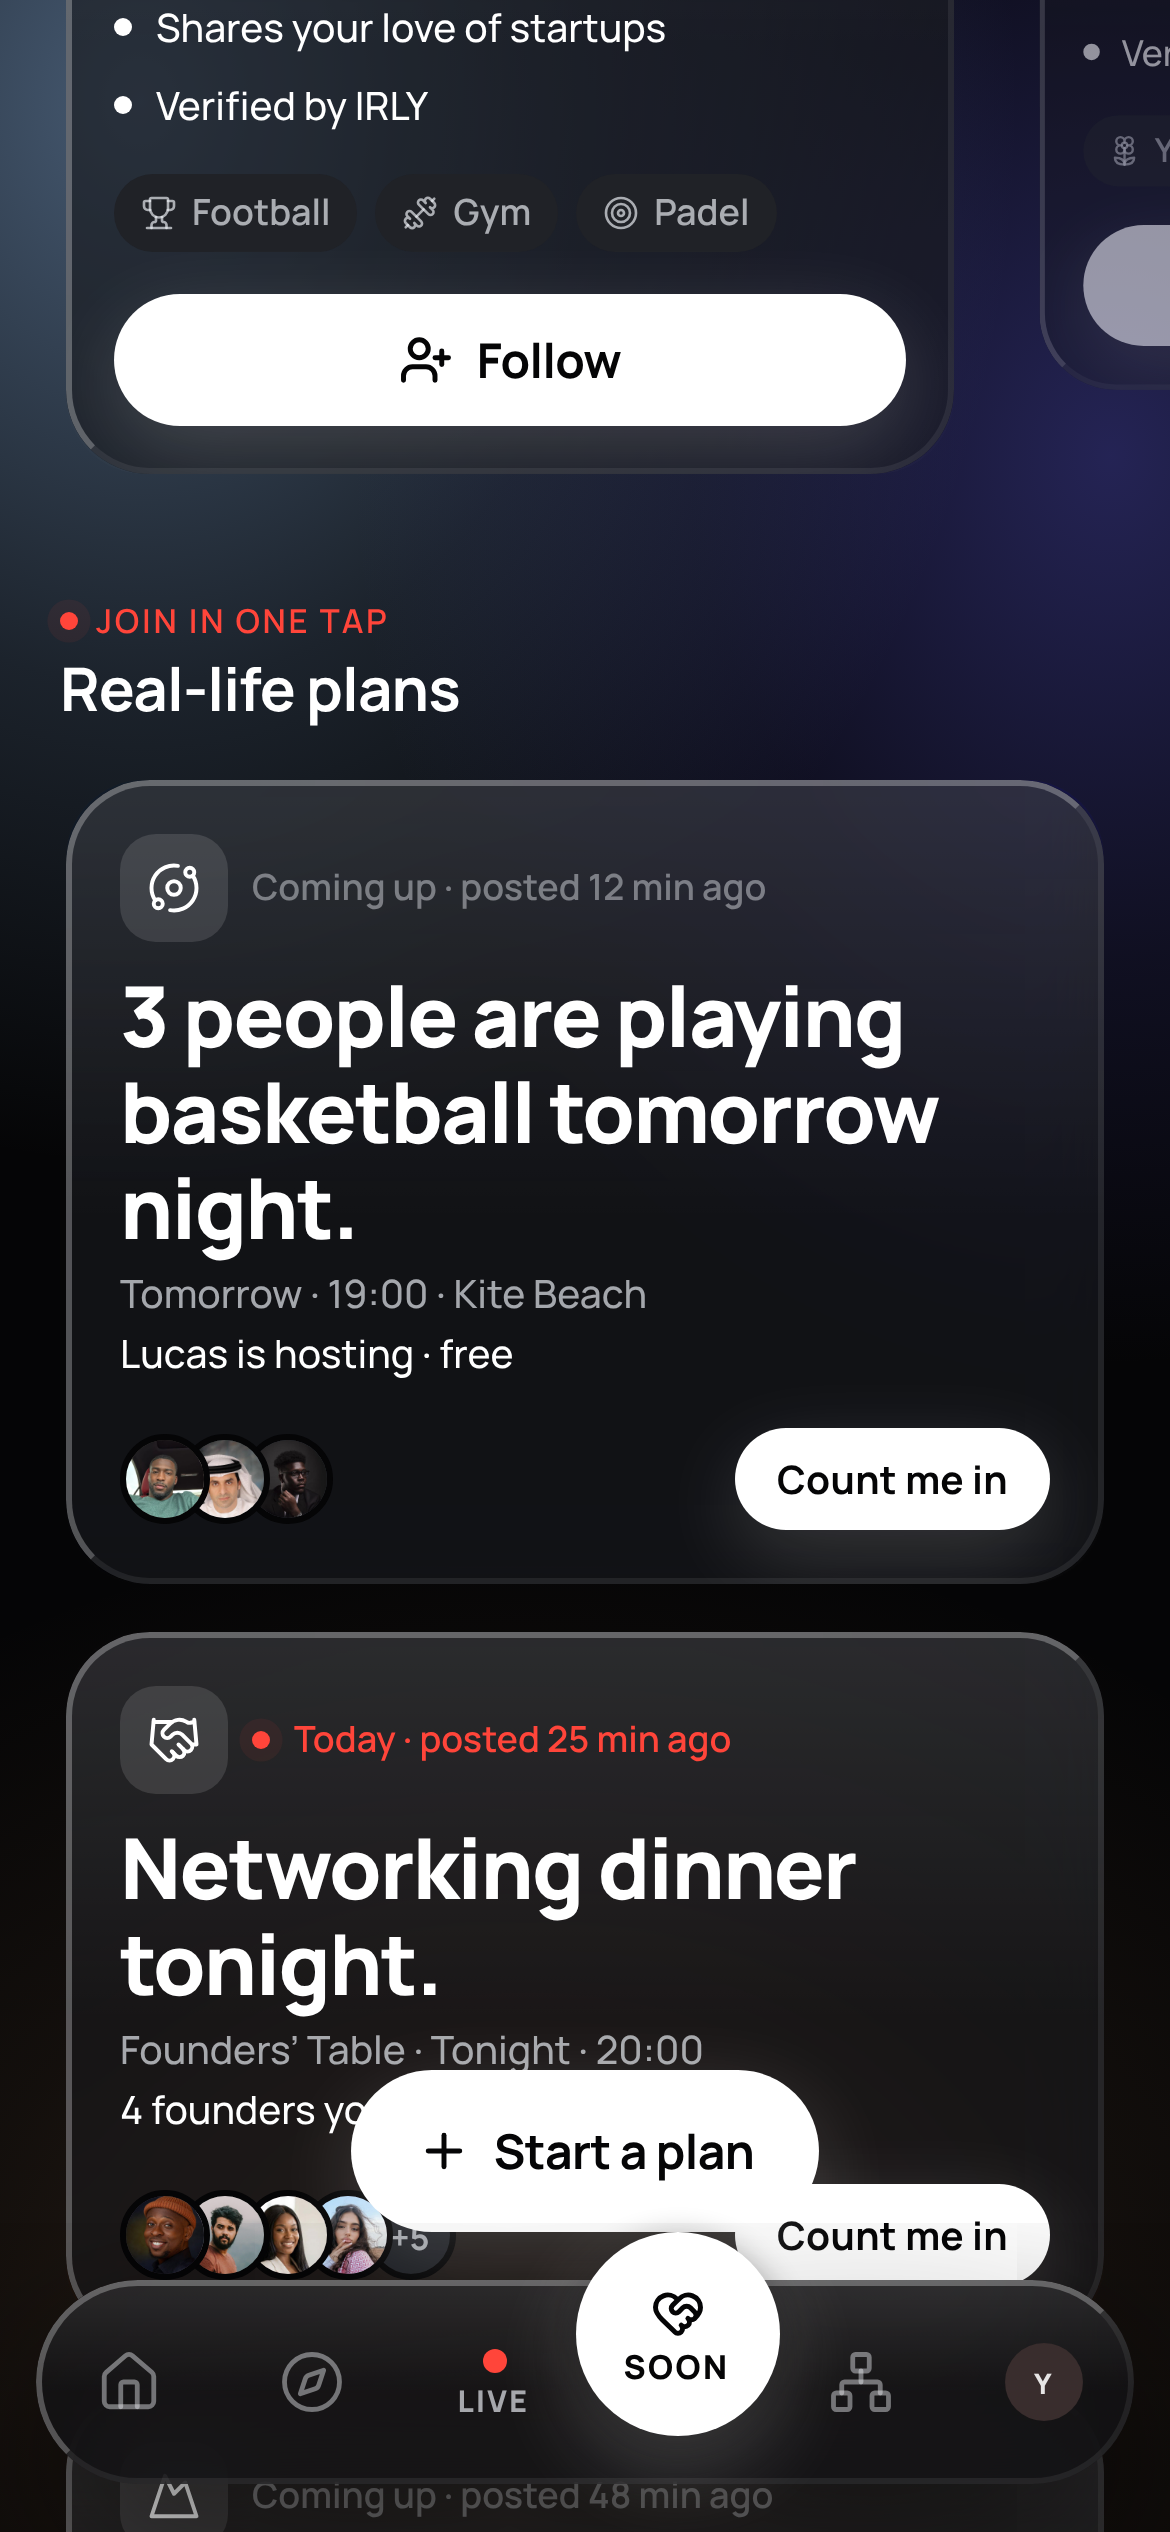 Shares your love of startups
Verified by IRLY
Football
Gym
Padel
Follow
JOIN IN ONE TAP
Real-life plans
Coming up · posted 12 min ago
3 people are playing
basketball tomorrow
night.
Tomorrow · 19:00 · Kite Beach
Lucas is hosting · free
Count me in
Today · posted 25 min ago
Networking dinner
tonight.
Founders’ Table · Tonight · 20:00
4 founders
Start a plan
+5
Count me in
LIVE
SOON
Y
Coming up · posted 48 min ago